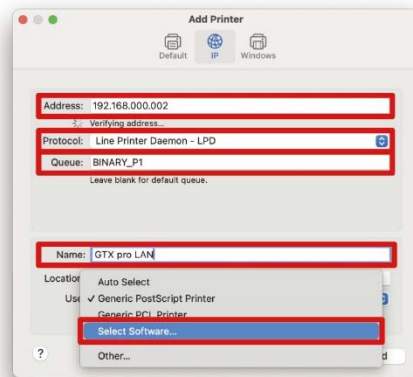 Add Printer
Default IP Windows
Address: 192.168.000.002
Verifying address...
Protocol: Line Printer Daemon - LPD
Queue: BINARY_P1
Leave blank for default queue.
Name: GTX pro LAN
Location
Use
Auto Select
✓ Generic PostScript Printer
Generic PCL Printer
Select Software...
Other...
?
d